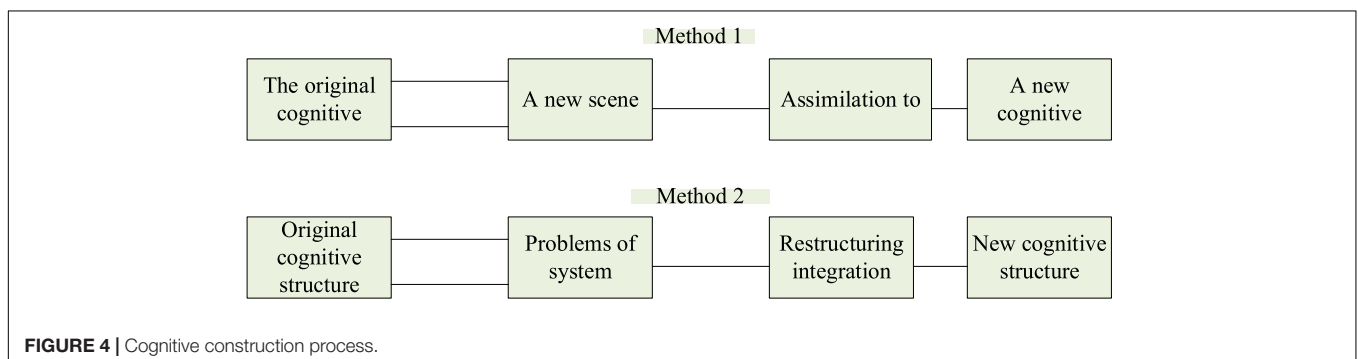 Method 1
The original
cognitive
A new scene
Assimilation to
A new
cognitive
Method 2
Original
cognitive
structure
Problems of
system
Restructuring
integration
New cognitive
structure
FIGURE 4 | Cognitive construction process.